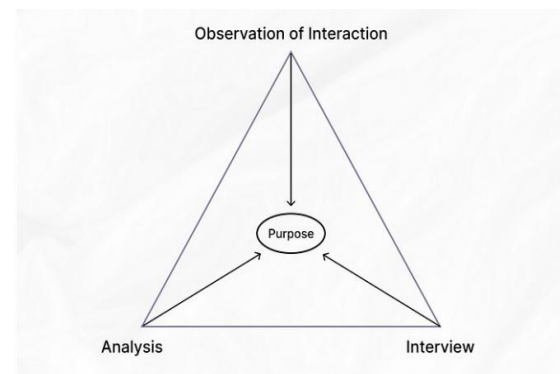 Observation of Interaction
Purpose
Analysis
Interview